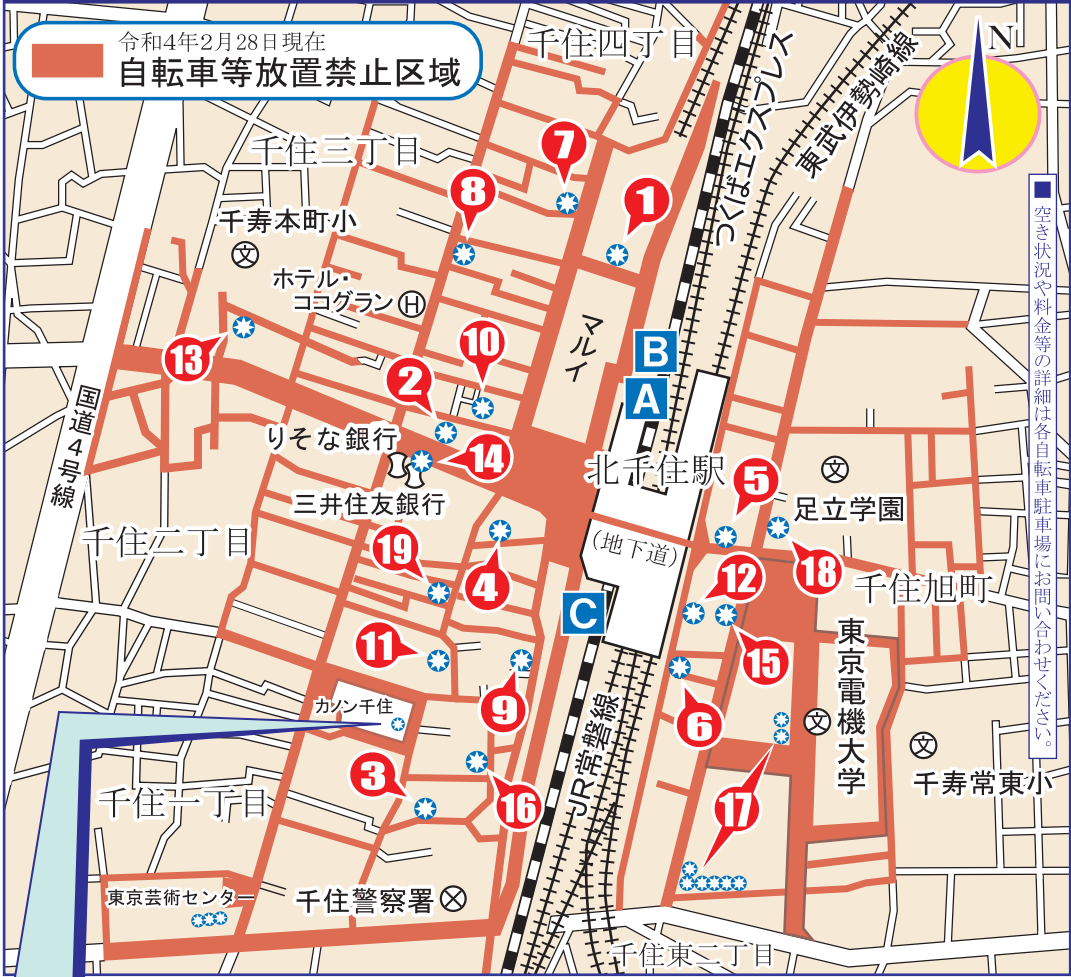 令和4年2月28日現在
自転車等放置禁止区域
千住四丁目
つくばエクスプレス
東武伊勢崎線
N
千住三丁目
7
8
1
千寿本町小
文
ホテル・
ココグラン
H
マルイ
13
10
2
B
A
国道4号線
りそな銀行
14
三井住友銀行
北千住駅
5
文
足立学園
千住二丁目
19
4
(地下道)
12
18
千住旭町
C
11
15
東京電機大学
文
9
6
カノン千住
JR常磐線
文
千寿常東小
3
16
17
千住一丁目
東京芸術センター
千住警察署
千住東二丁目
■空き状況や料金等の詳細は各自転車駐車場にお問い合わせください。